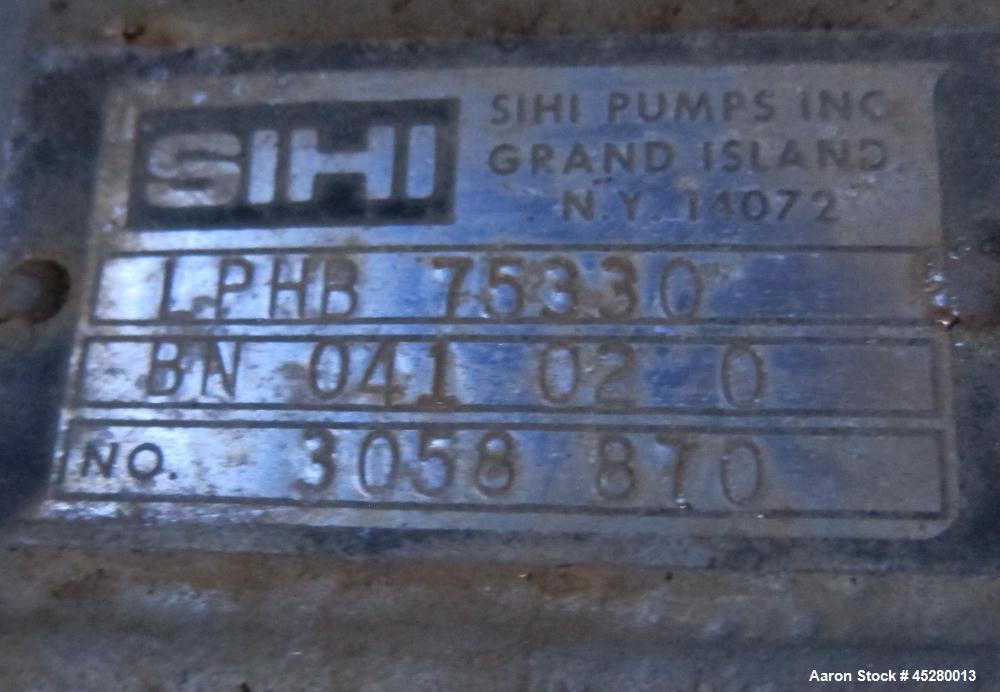 SIHI
SIHI PUMPS INC
GRAND ISLAND
N.Y. 14072
LPHB 75330
BN 041 02 0
NO. 3058 870
Aaron Stock # 45280013